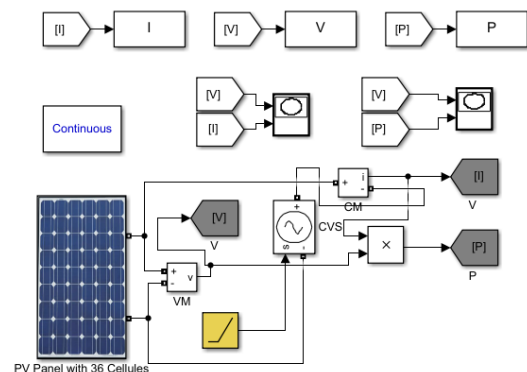 [I] I [V] V [P] P
[V] [V]
[I] [P]
Continuous
+ i [I]
-
CM V
[V] + CVS
V s - × [P]
+ v P
-
VM
PV Panel with 36 Cellules